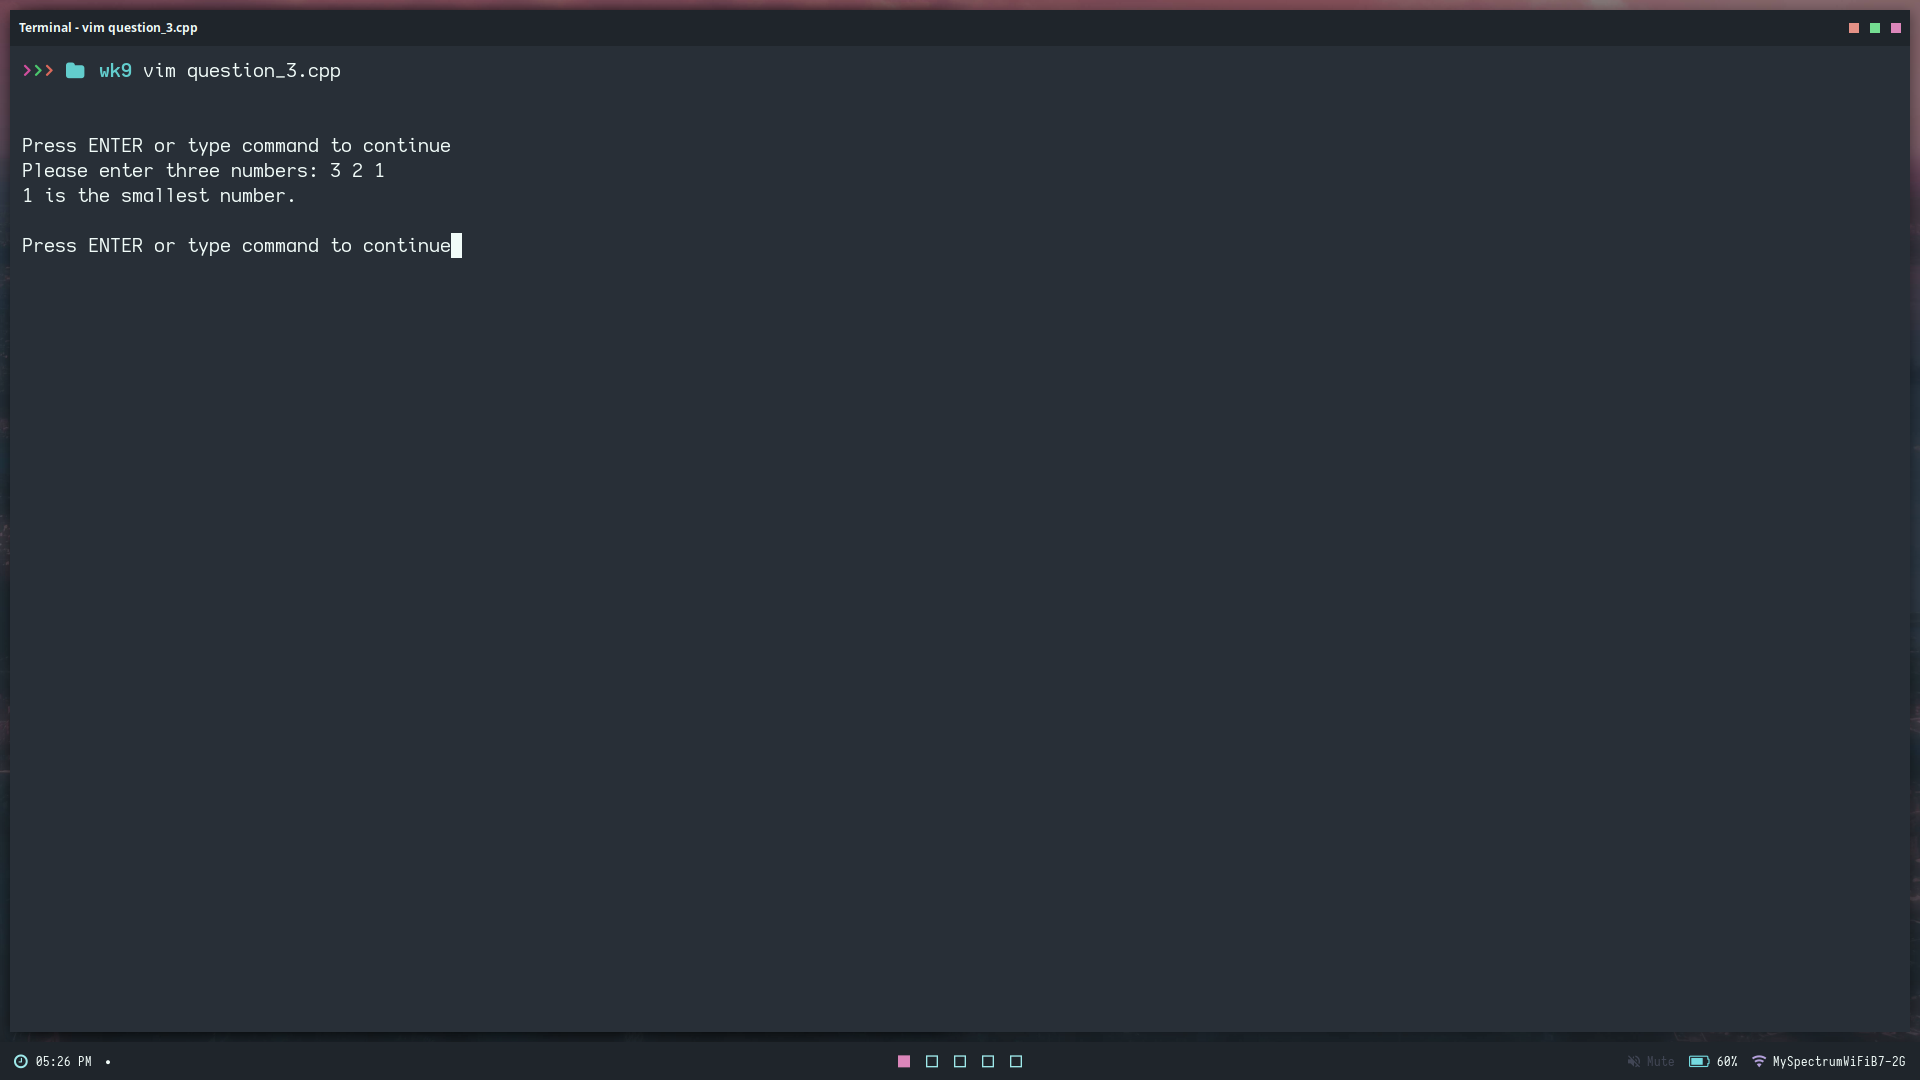 Terminal - vim question_3.cpp
>>> wk9 vim question_3.cpp
Press ENTER or type command to continue
Please enter three numbers: 3 2 1
1 is the smallest number.
Press ENTER or type command to continue
05:26 PM •
Mute 60% MySpectrumWiFiB7-2G